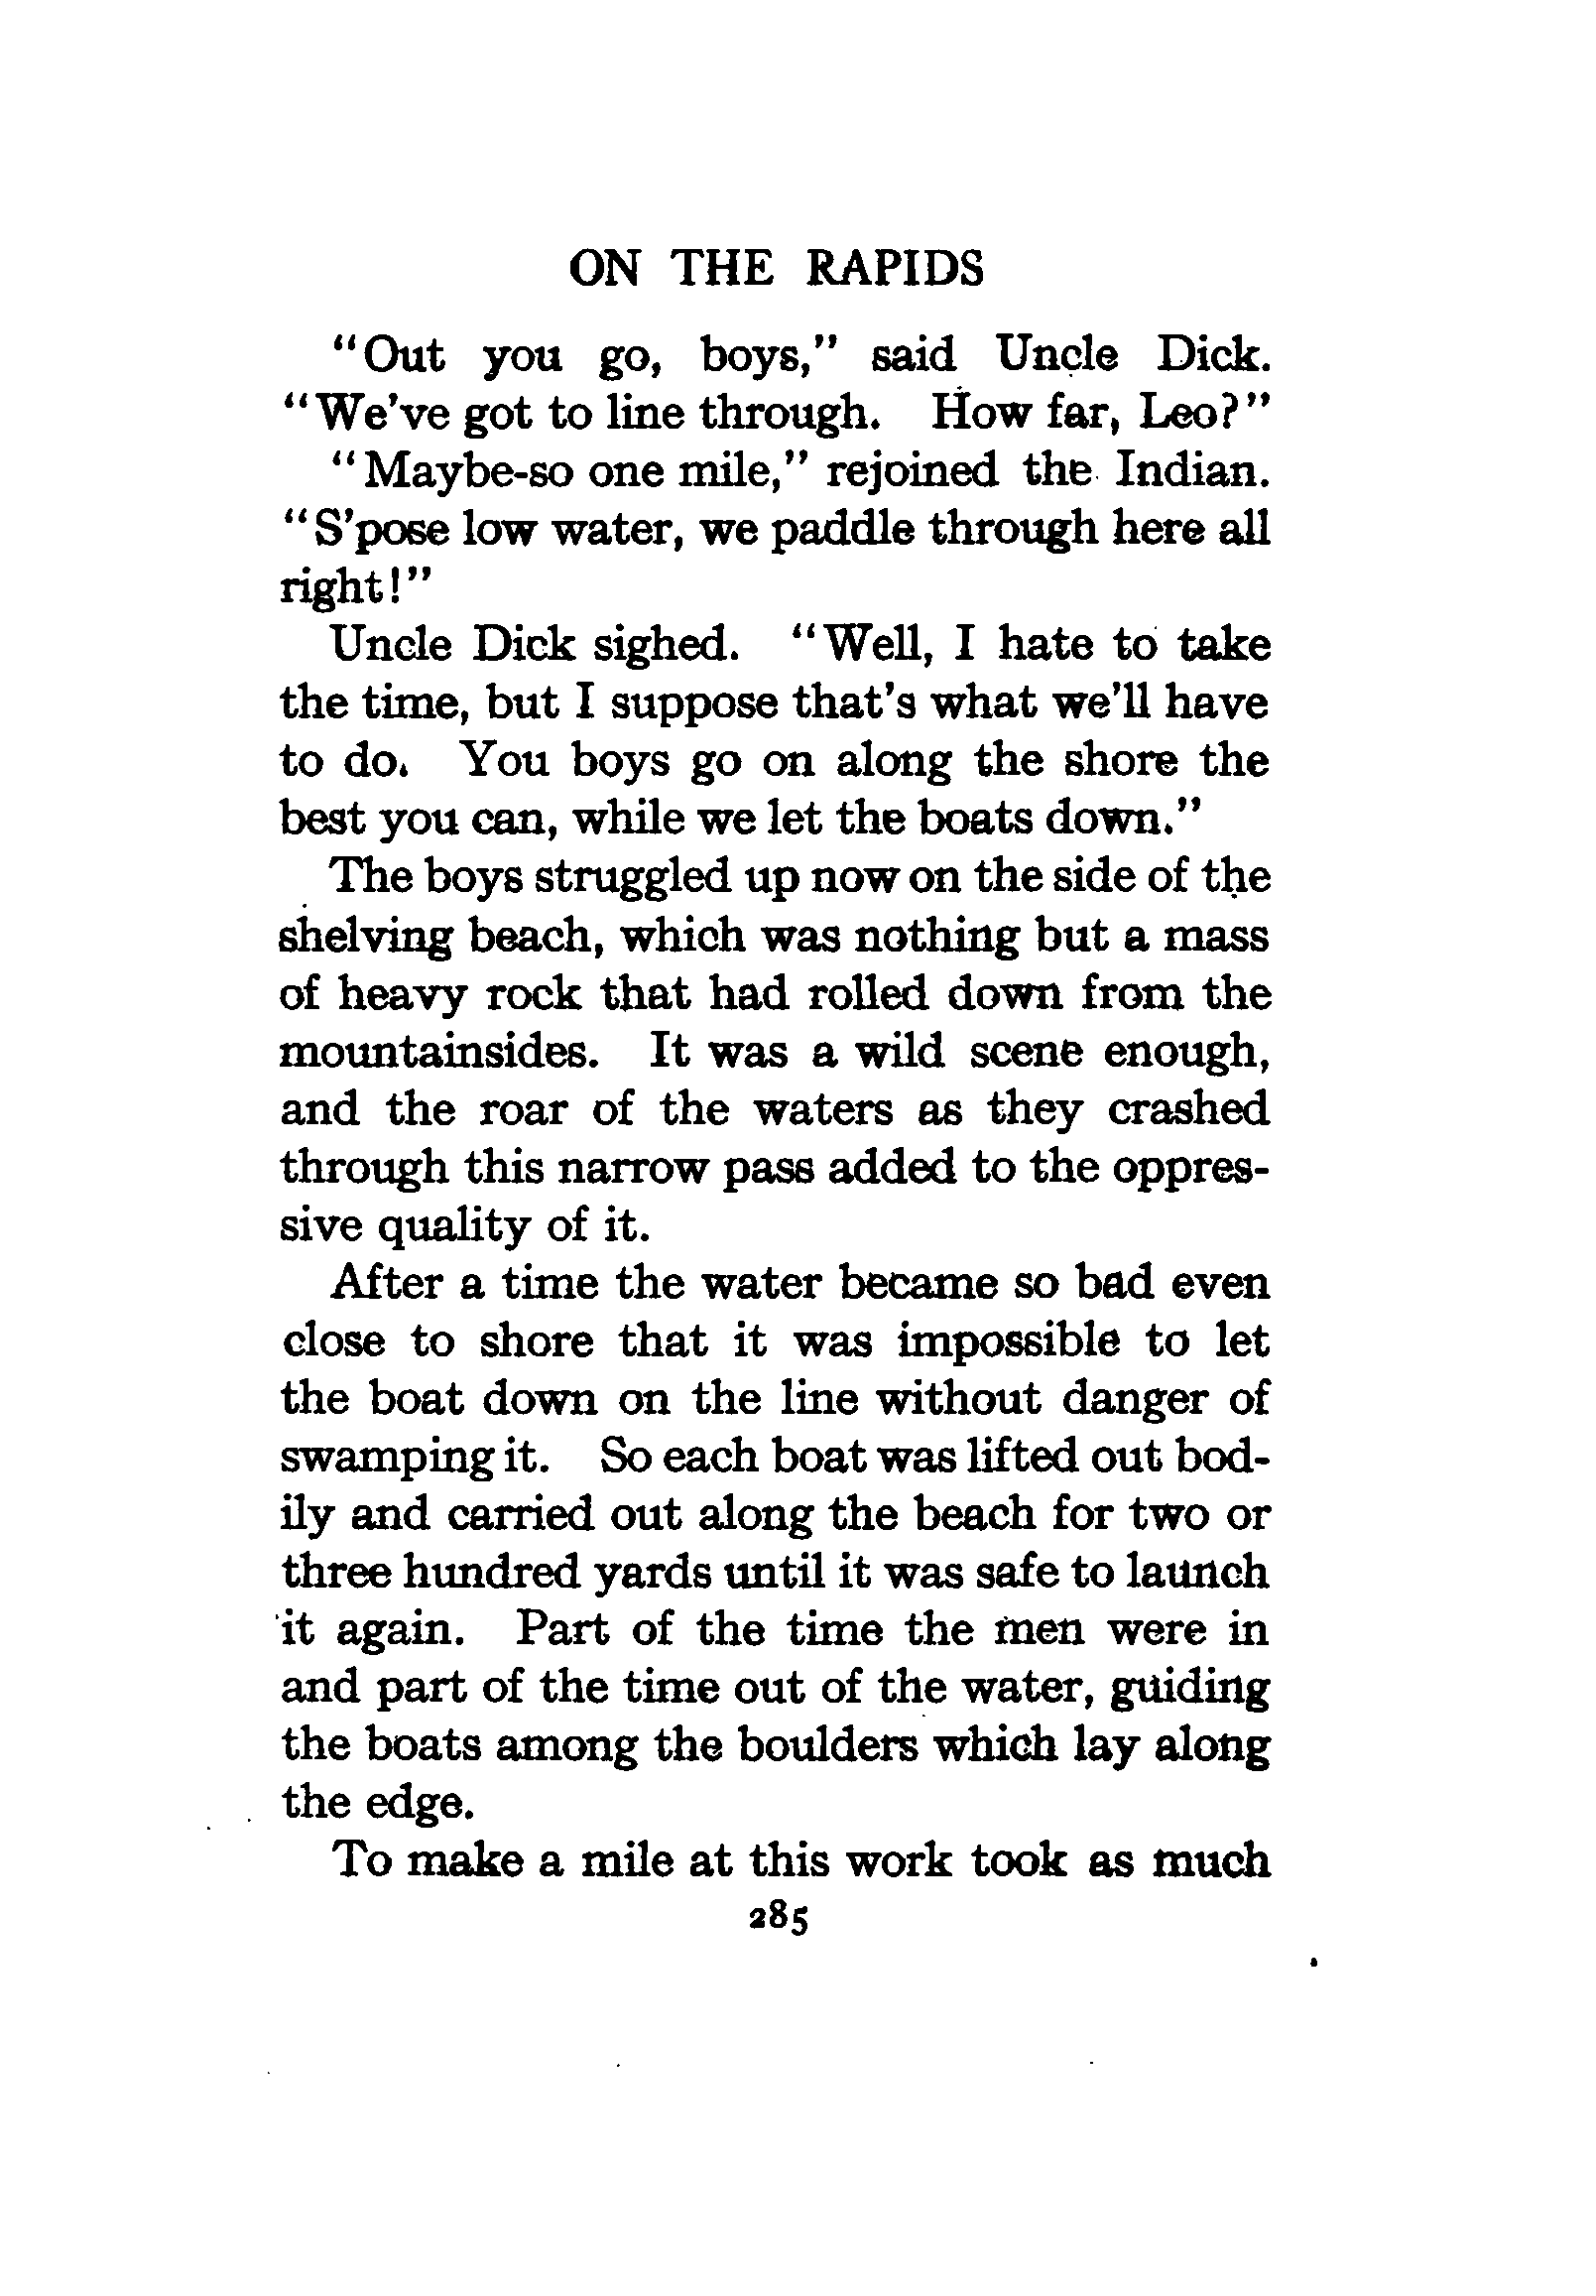 ON THE RAPIDS
"Out you go, boys," said Uncle Dick.
"We've got to line through. How far, Leo?"
"Maybe-so one mile," rejoined the Indian.
"S'pose low water, we paddle through here all
right!"
Uncle Dick sighed. "Well, I hate to take
the time, but I suppose that's what we'll have
to do. You boys go on along the shore the
best you can, while we let the boats down."
The boys struggled up now on the side of the
shelving beach, which was nothing but a mass
of heavy rock that had rolled down from the
mountainsides. It was a wild scene enough,
and the roar of the waters as they crashed
through this narrow pass added to the oppres-
sive quality of it.
After a time the water became so bad even
close to shore that it was impossible to let
the boat down on the line without danger of
swamping it. So each boat was lifted out bod-
ily and carried out along the beach for two or
three hundred yards until it was safe to launch
it again. Part of the time the men were in
and part of the time out of the water, guiding
the boats among the boulders which lay along
the edge.
To make a mile at this work took as much
285